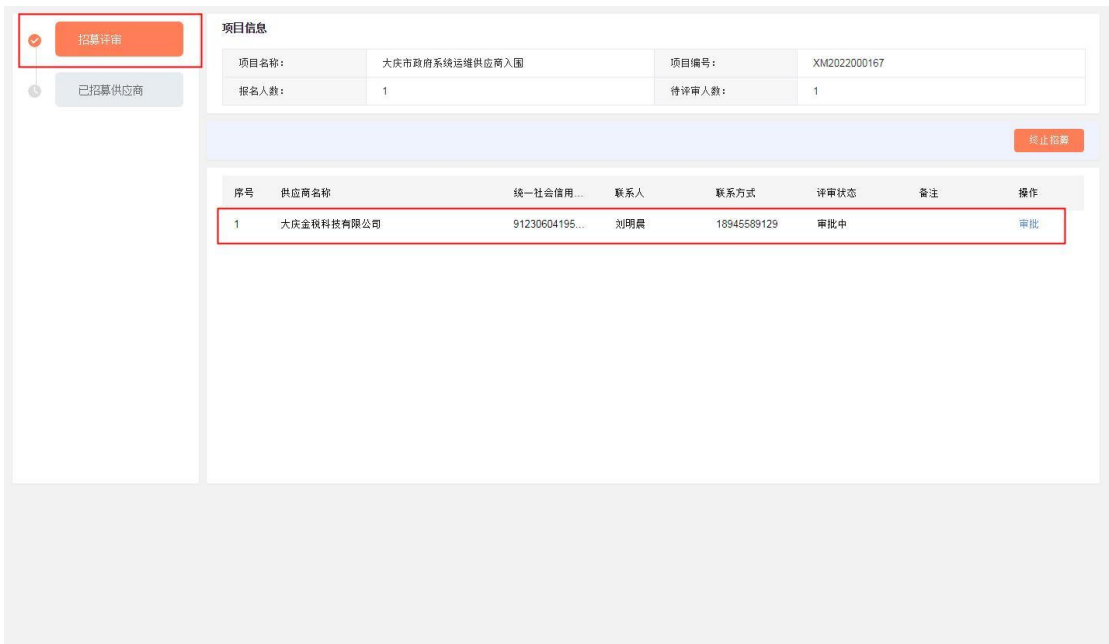 招募评审
已招募供应商
项目信息
项目名称： 大庆市政府系统运维供应商入围 项目编号： XM2022000167
报名人数： 1 待评审人数： 1
终止招募
序号 供应商名称 统一社会信用... 联系人 联系方式 评审状态 备注 操作
1 大庆金税科技有限公司 91230604195... 刘明晨 18945589129 审批中 审批